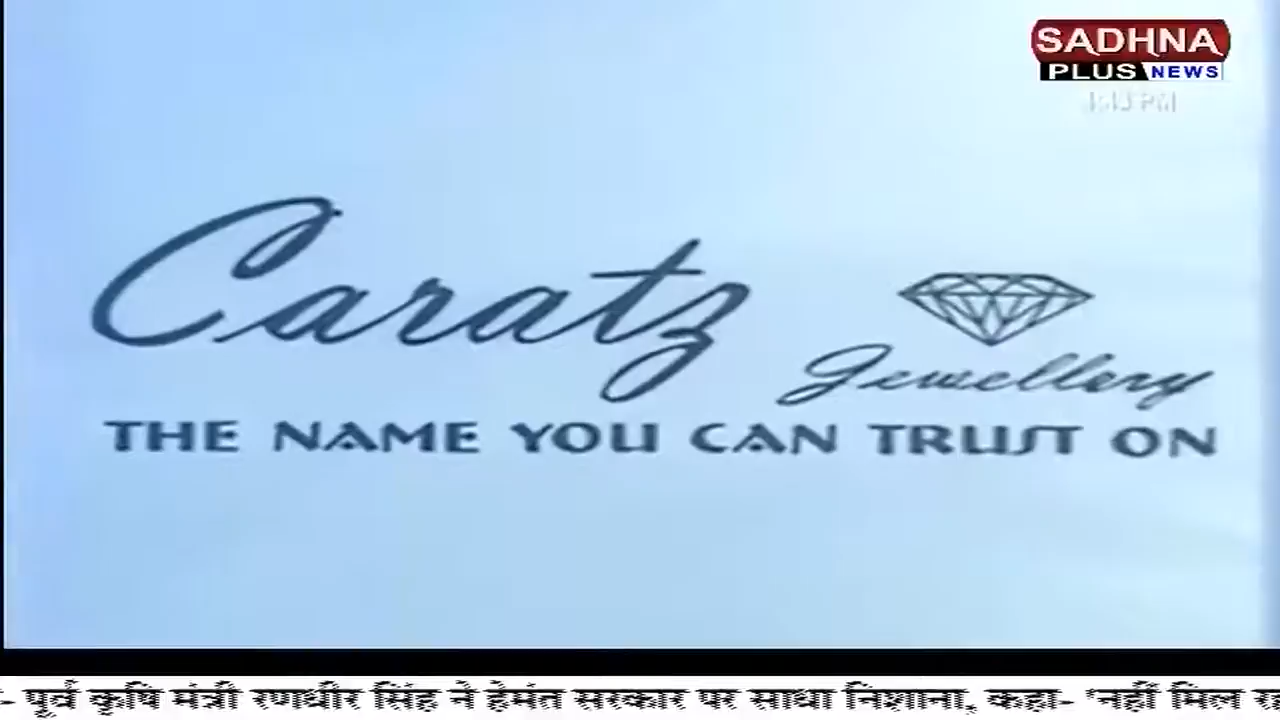 SADHNA
PLUS NEWS
Caratz
Jewellery
THE NAME YOU CAN TRUST ON
- पूर्व कृषि मंत्री रणधीर सिंह ने हेमंत सरकार पर साधा निशाना, कहा- 'नहीं मिल